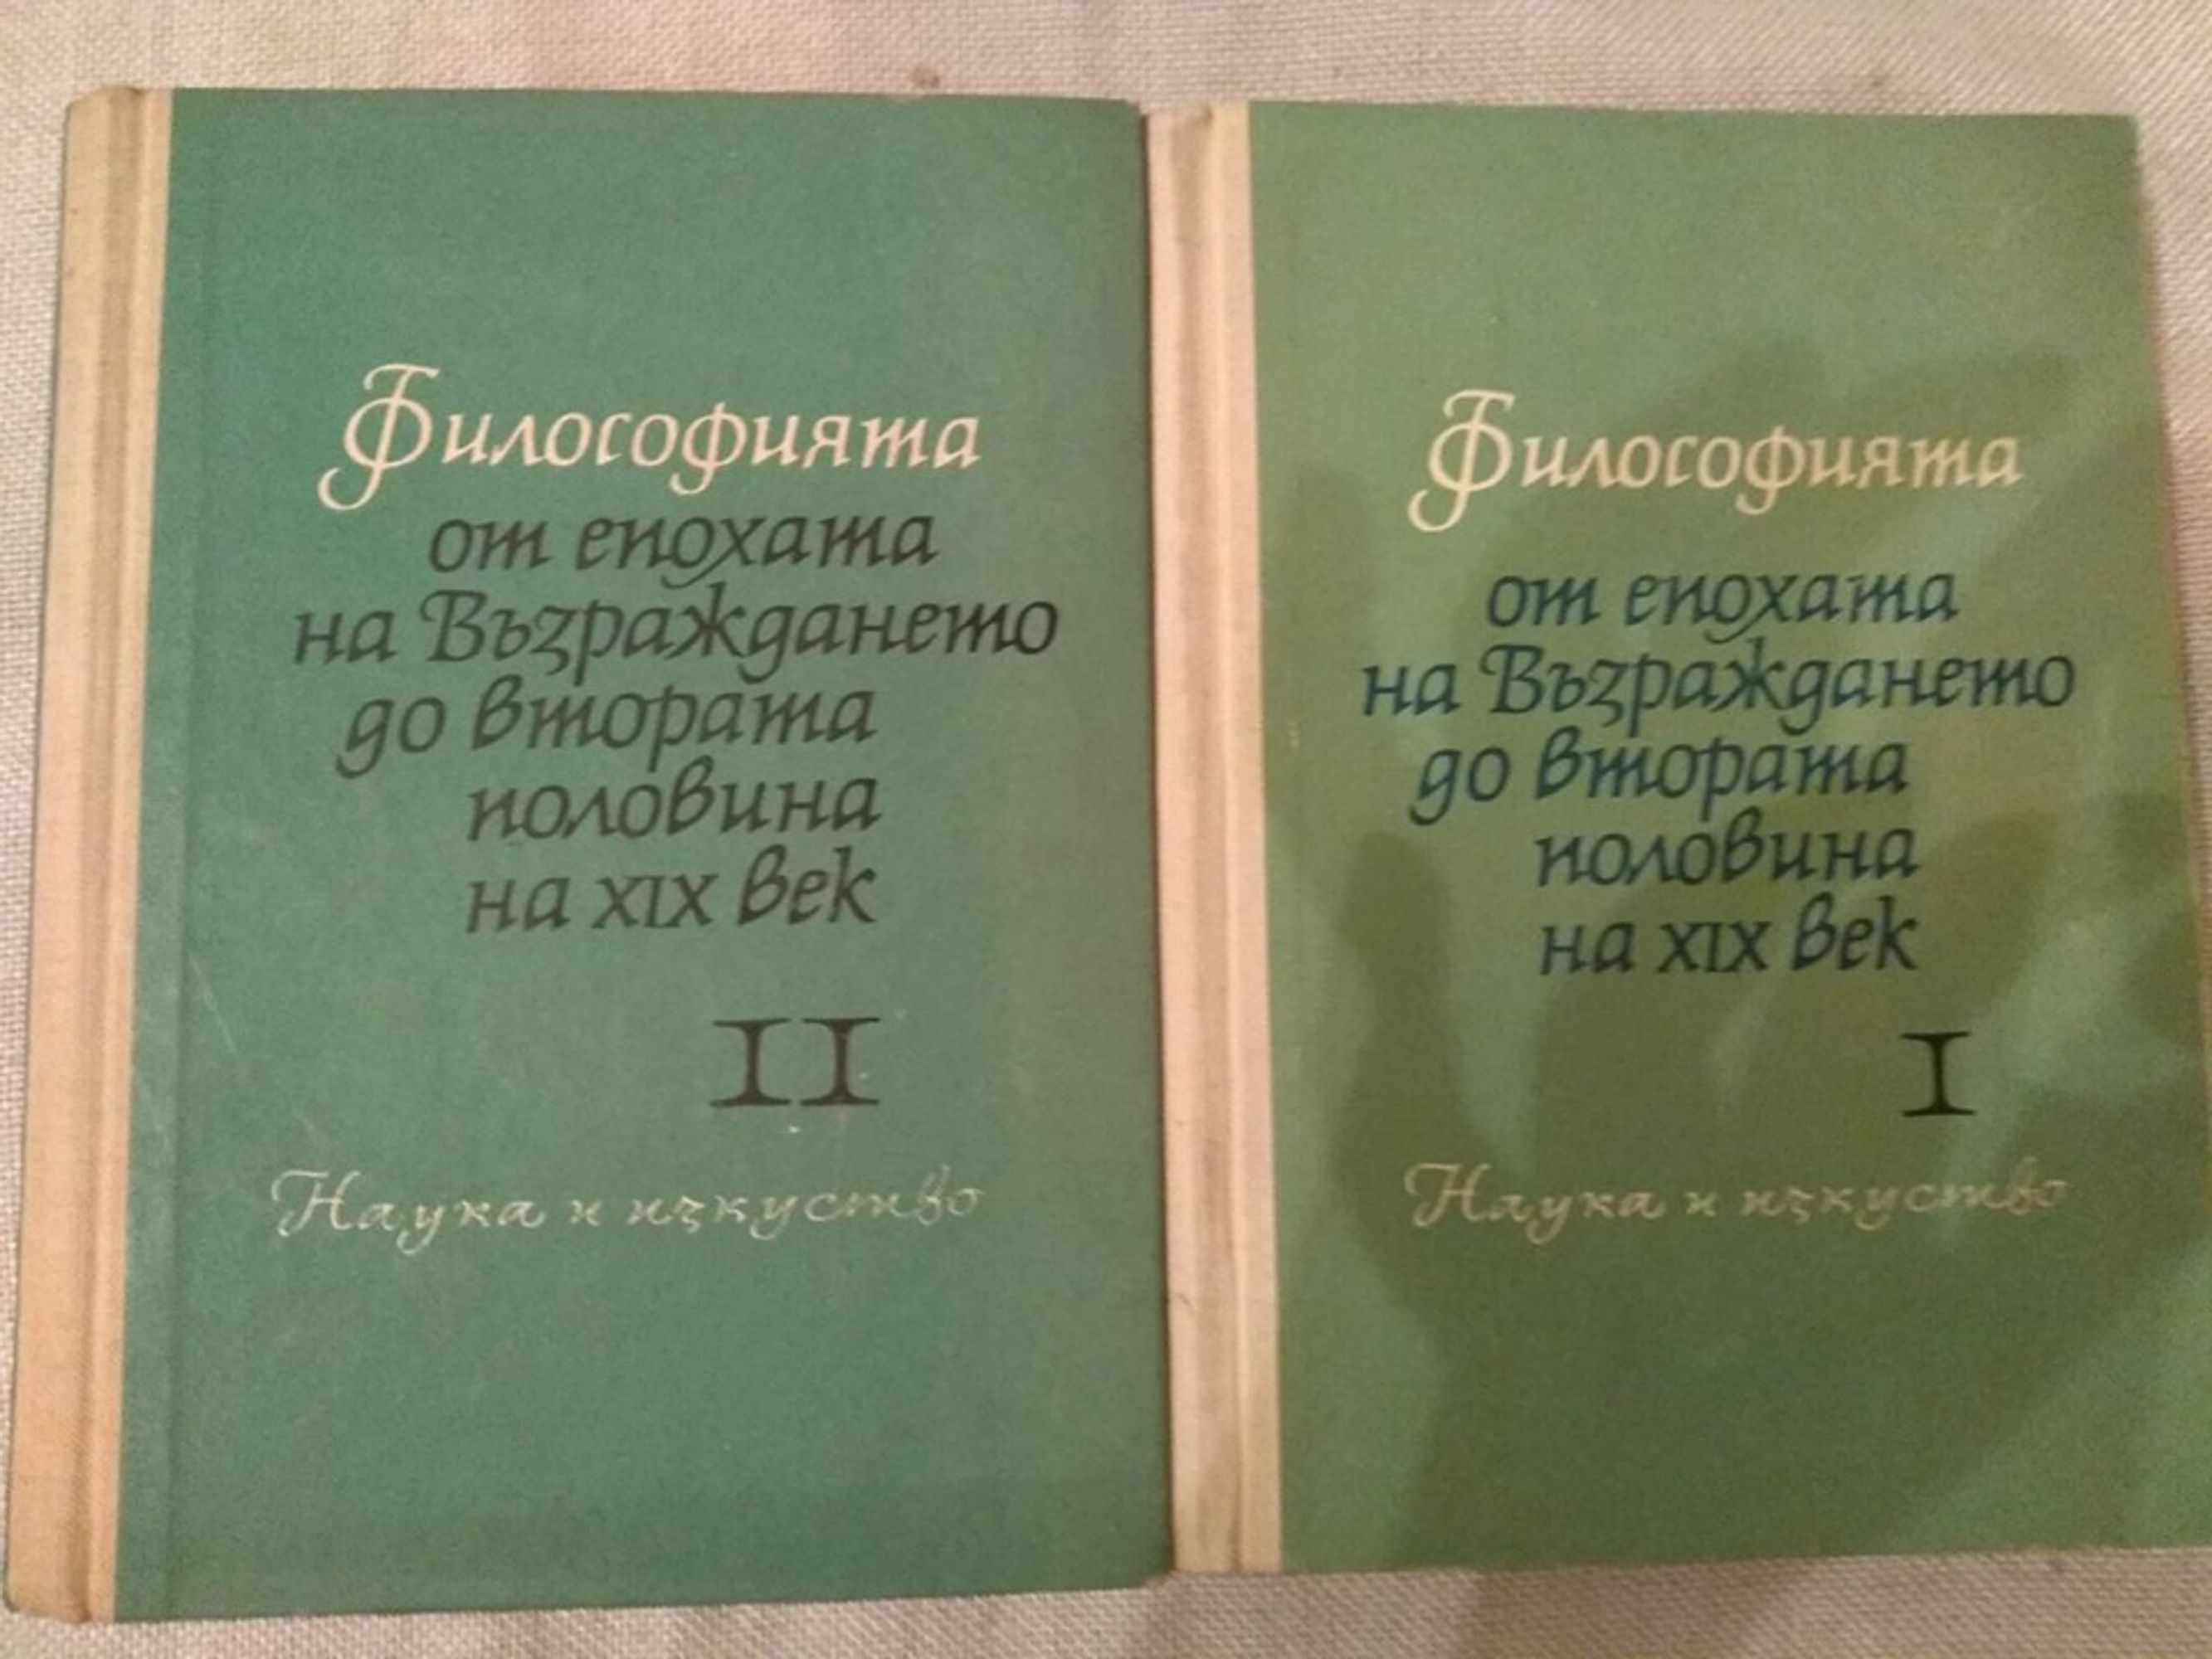 Философията
от епохата
на Възраждането
до втората
половина
на XIX век
II
Наука и изкуство
Философията
от епохата
на Възраждането
до втората
половина
на XIX век
I
Наука и изкуство